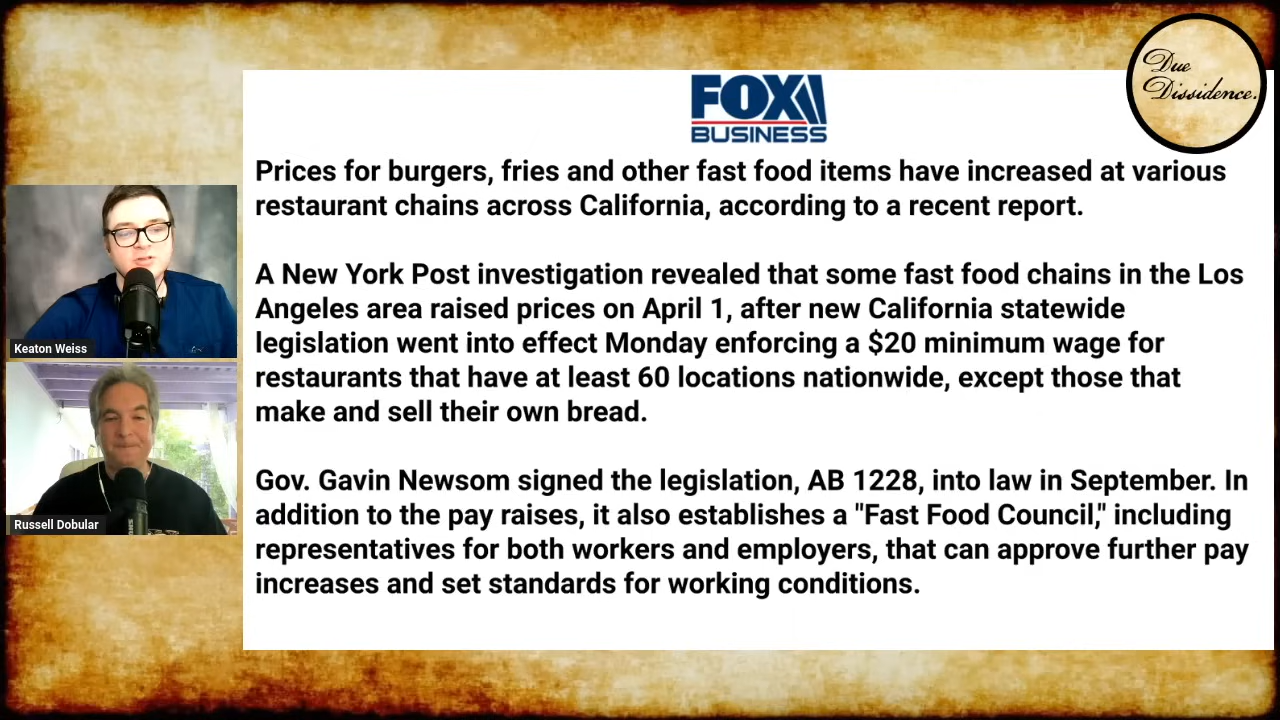 Due
Dissidence.
FOX
BUSINESS
Prices for burgers, fries and other fast food items have increased at various
restaurant chains across California, according to a recent report.
A New York Post investigation revealed that some fast food chains in the Los
Angeles area raised prices on April 1, after new California statewide
legislation went into effect Monday enforcing a $20 minimum wage for
restaurants that have at least 60 locations nationwide, except those that
make and sell their own bread.
Gov. Gavin Newsom signed the legislation, AB 1228, into law in September. In
addition to the pay raises, it also establishes a "Fast Food Council," including
representatives for both workers and employers, that can approve further pay
increases and set standards for working conditions.
Keaton Weiss
Russell Dobular